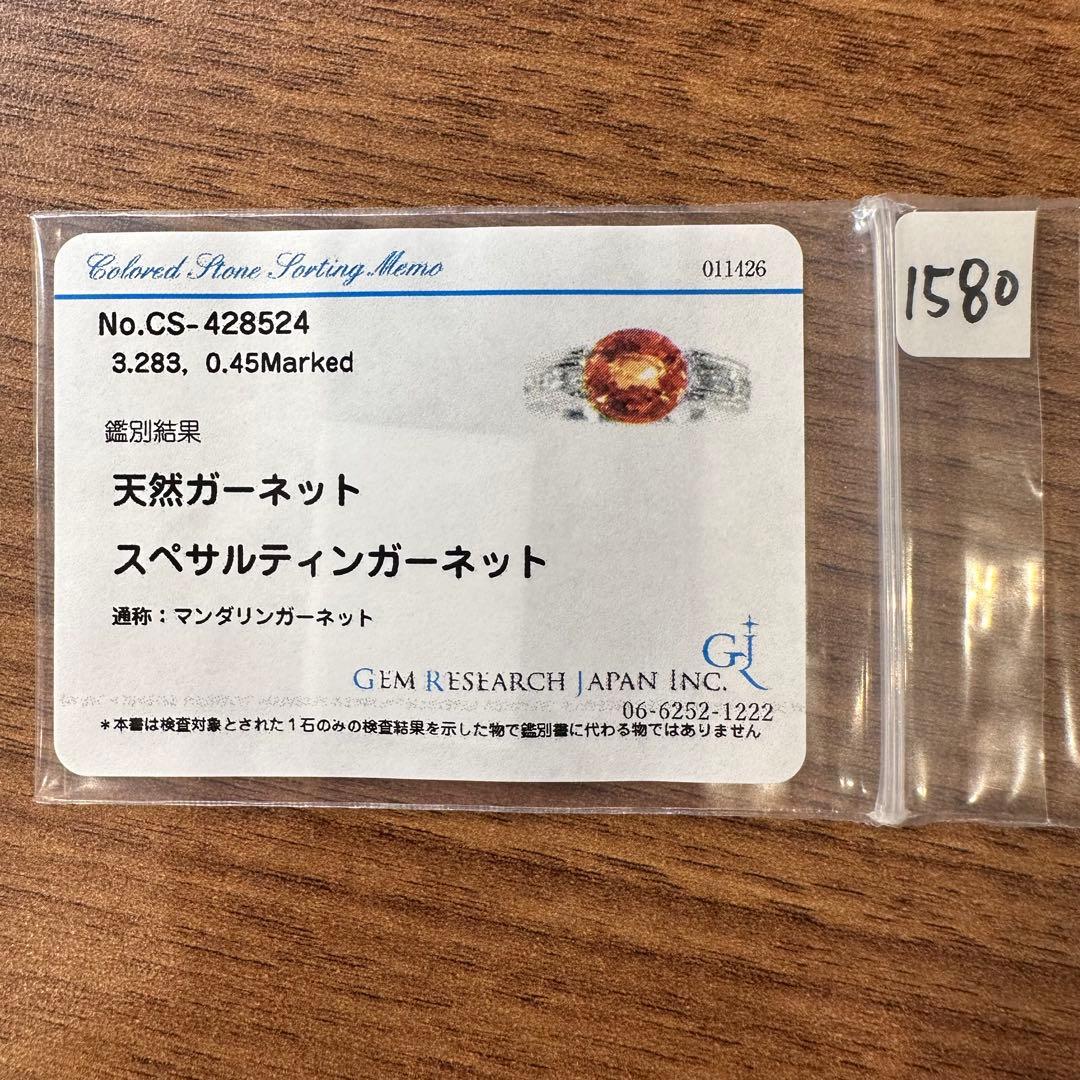 Colored Stone Sorting Memo
011426
No.CS-428524
3.283, 0.45Marked
鑑別結果
天然ガーネット
スペサルティンガーネット
通称：マンダリンガーネット
GJ
GEM RESEARCH JAPAN INC.
06-6252-1222
＊本書は検査対象とされた１石のみの検査結果を示した物で鑑別書に代わる物ではありません
1580